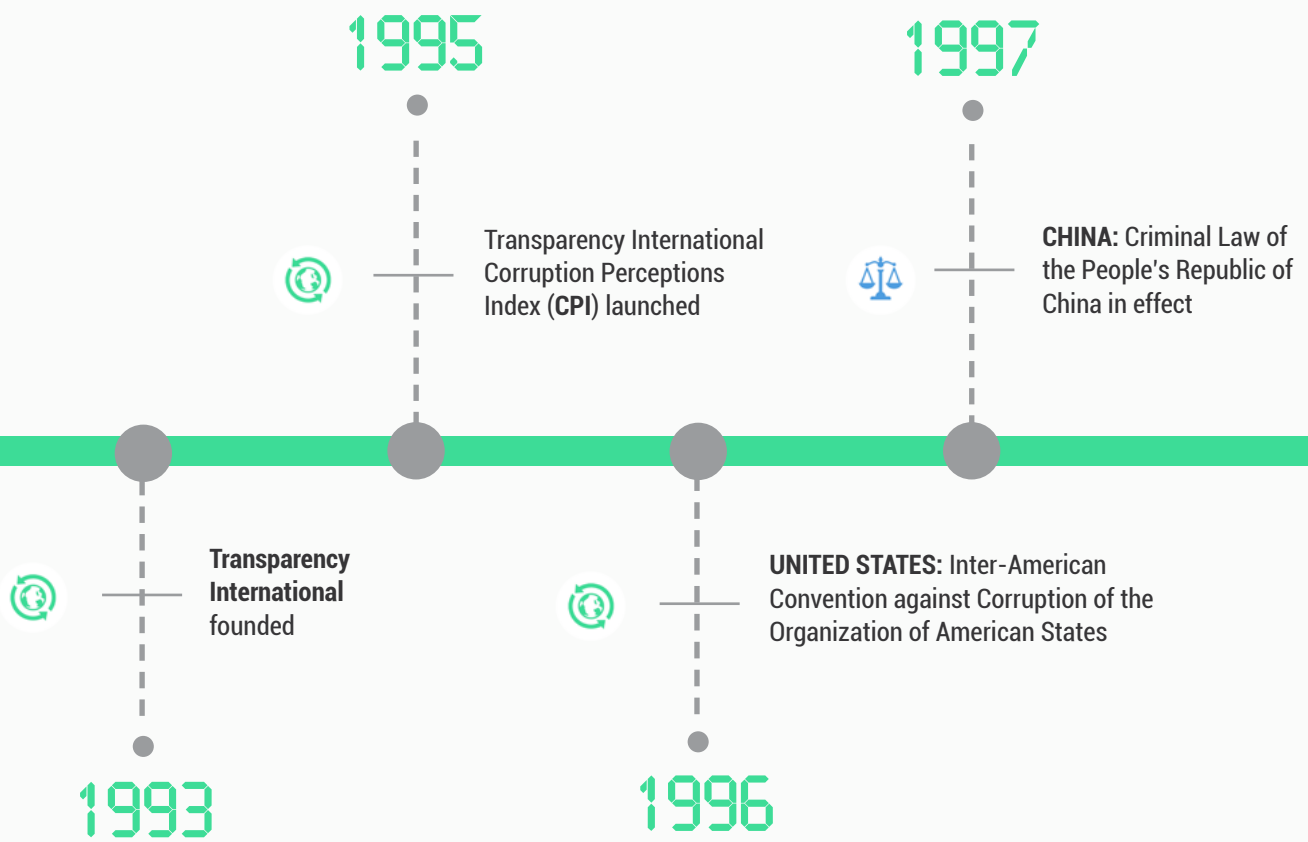 1995
1997
Transparency International
Corruption Perceptions
Index (CPI) launched
CHINA: Criminal Law of
the People's Republic of
China in effect
Transparency
International
founded
UNITED STATES: Inter-American
Convention against Corruption of the
Organization of American States
1993
1996